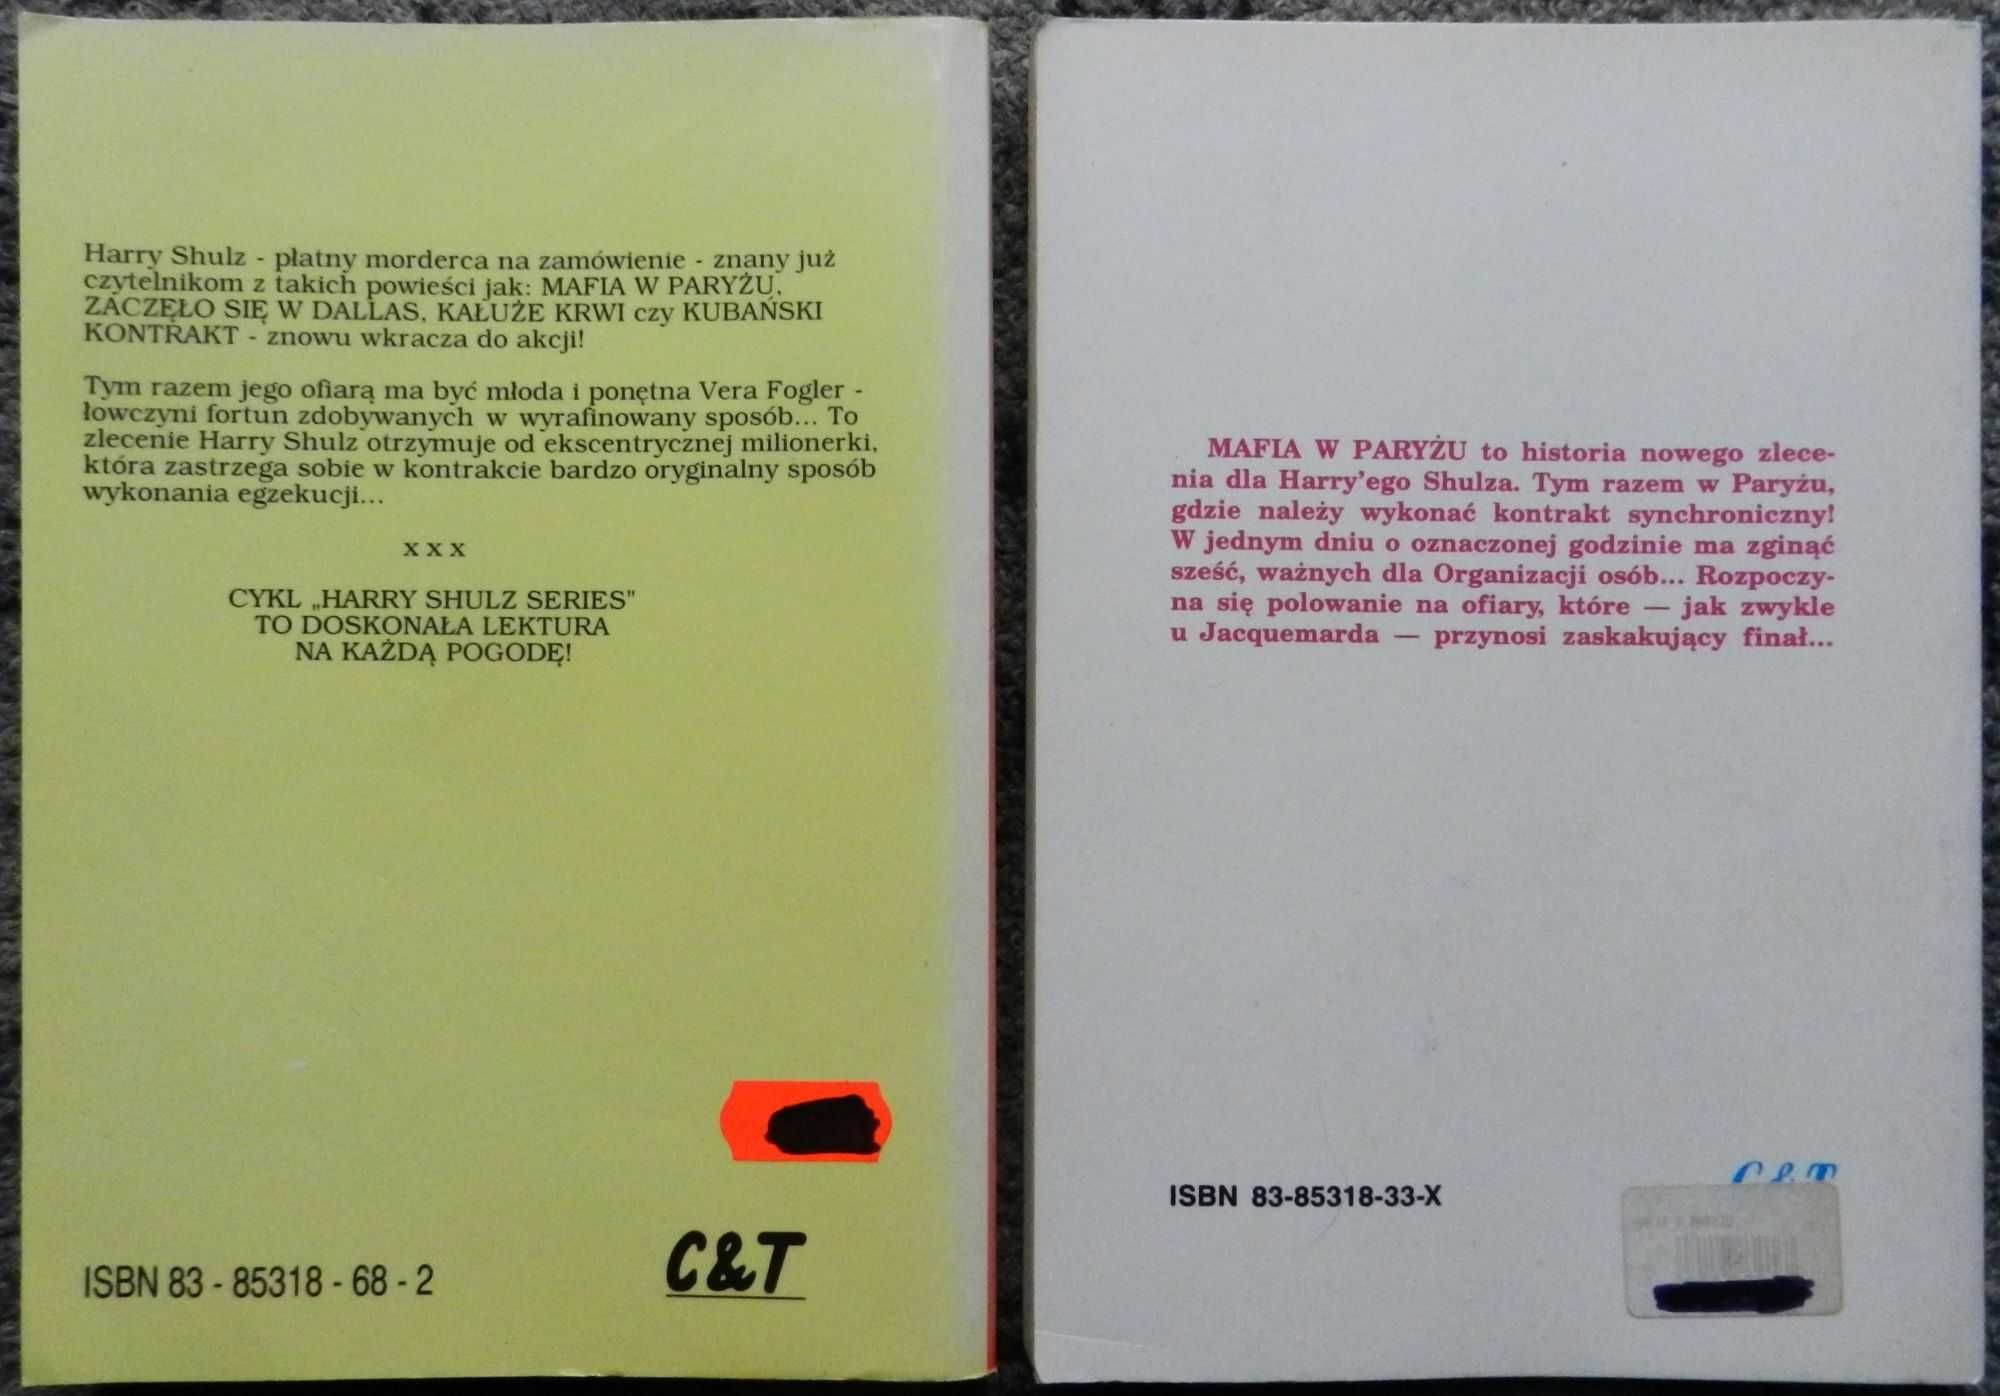 Harry Shulz - płatny morderca na zamówienie - znany już
czytelnikom z takich powieści jak: MAFIA W PARYŻU,
ZACZĘŁO SIĘ W DALLAS, KAŁUŻE KRWI czy KUBAŃSKI
KONTRAKT - znowu wkracza do akcji!
Tym razem jego ofiarą ma być młoda i ponętna Vera Fogler -
łowczyni fortun zdobywanych w wyrafinowany sposób... To
zlecenie Harry Shulz otrzymuje od ekscentrycznej milionerki,
która zastrzega sobie w kontrakcie bardzo oryginalny sposób
wykonania egzekucji...
x x x
CYKL „HARRY SHULZ SERIES"
TO DOSKONAŁA LEKTURA
NA KAŻDĄ POGODĘ!
ISBN 83 - 85318 - 68 - 2
C&T
MAFIA W PARYŻU to historia nowego zlece-
nia dla Harry'ego Shulza. Tym razem w Paryżu,
gdzie należy wykonać kontrakt synchroniczny!
W jednym dniu o oznaczonej godzinie ma zginąć
sześć, ważnych dla Organizacji osób... Rozpoczy-
na się polowanie na ofiary, które — jak zwykle
u Jacquemarda — przynosi zaskakujący finał...
C&T
ISBN 83-85318-33-X